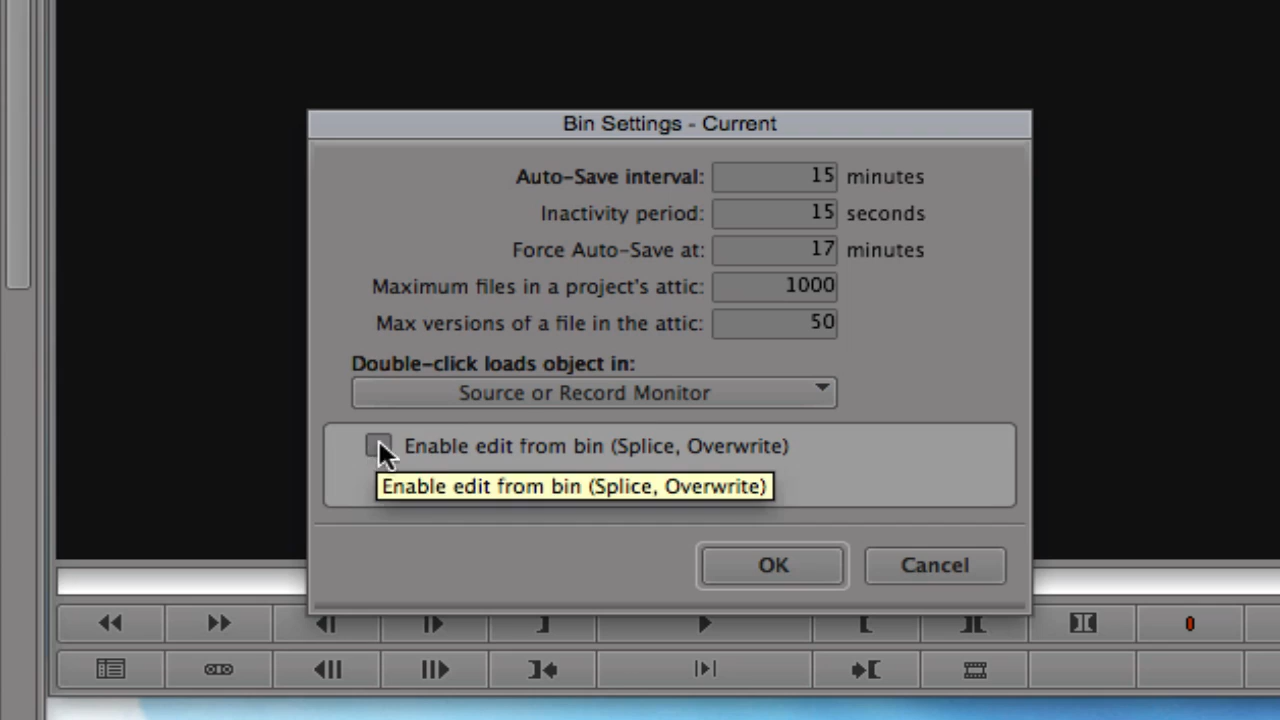 Bin Settings - Current
Auto-Save interval: 15 minutes
Inactivity period: 15 seconds
Force Auto-Save at: 17 minutes
Maximum files in a project's attic: 1000
Max versions of a file in the attic: 50
Double-click loads object in:
Source or Record Monitor
Enable edit from bin (Splice, Overwrite)
Enable edit from bin (Splice, Overwrite)
OK Cancel